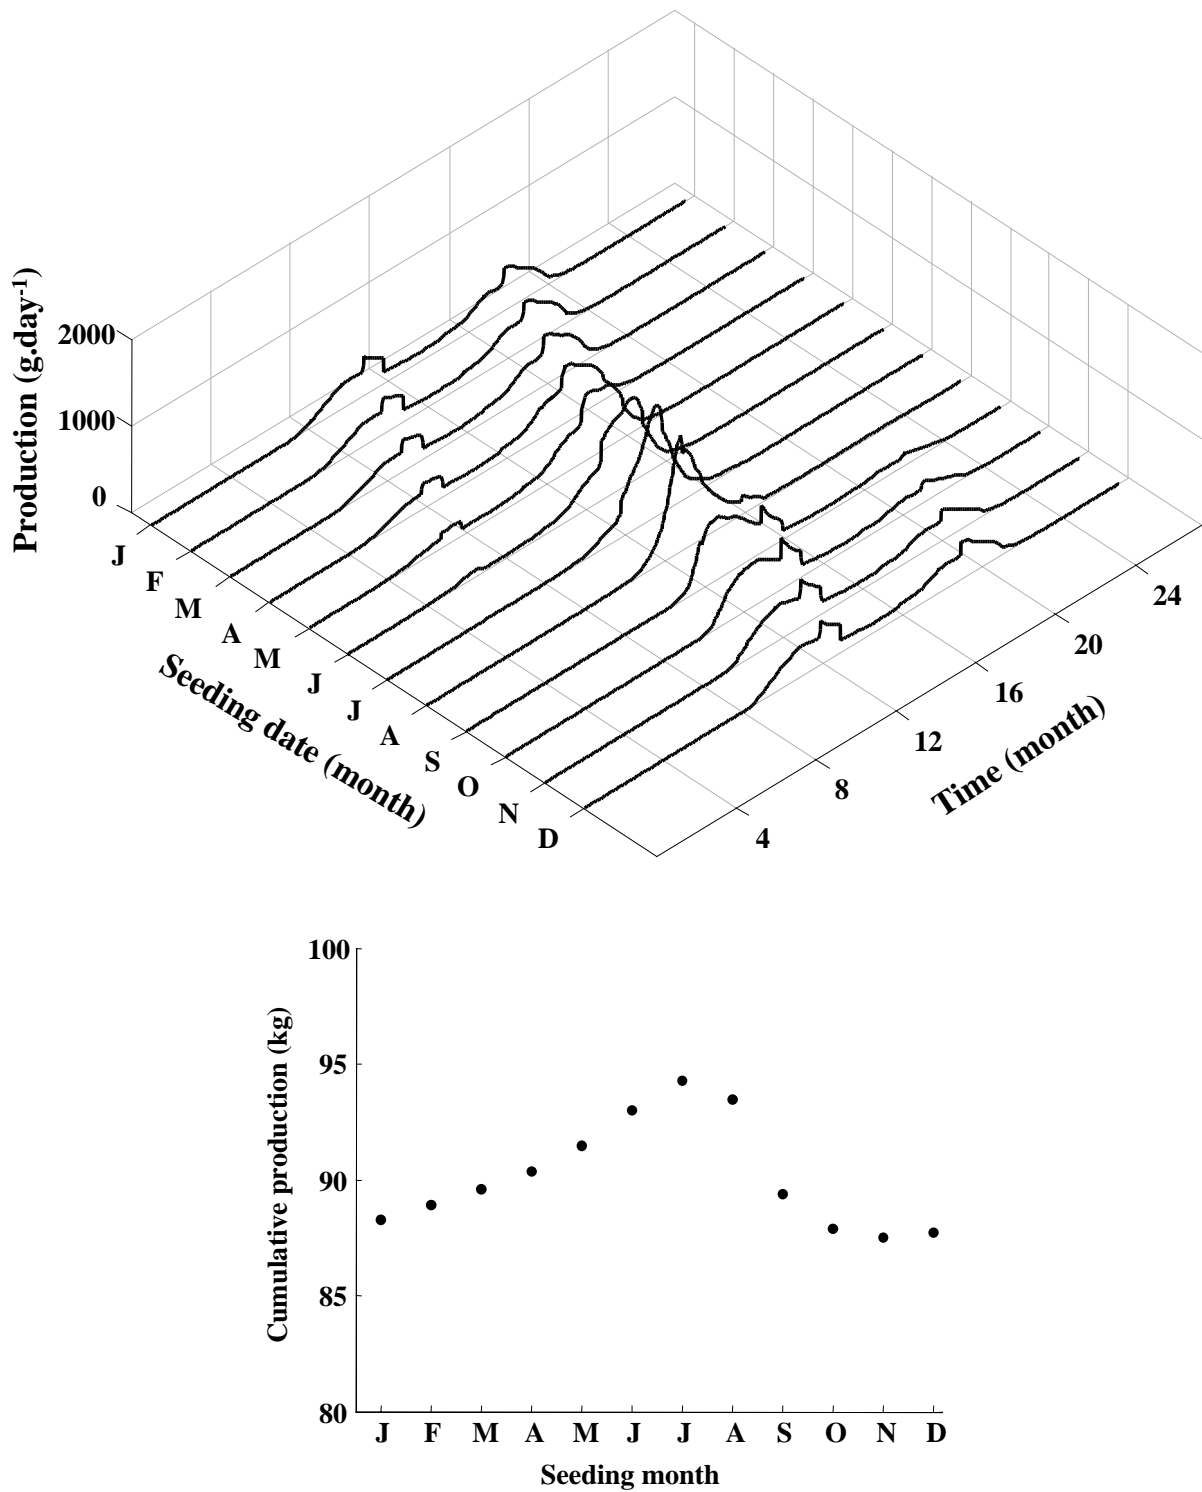 Production (g.day-1)
2000
1000
0
J
F
M
A
M
J
J
A
S
O
N
D
Seeding date (month)
4
8
12
16
20
24
Time (month)
Cumulative production (kg)
100
95
90
85
80
J F M A M J J A S O N D
Seeding month